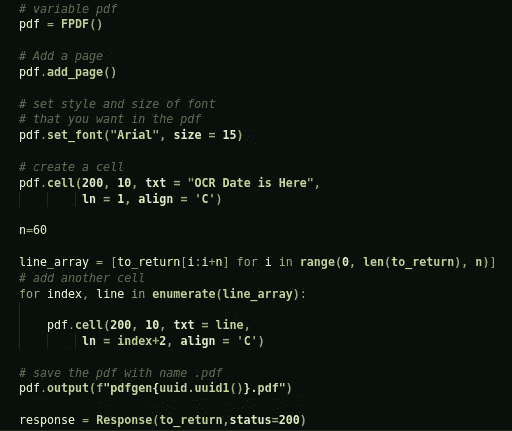 # variable pdf
pdf = FPDF()
# Add a page
pdf.add_page()
# set style and size of font
# that you want in the pdf
pdf.set_font("Arial", size = 15)
# create a cell
pdf.cell(200, 10, txt = "OCR Date is Here",
ln = 1, align = 'C')
n=60
line_array = [to_return[i:i+n] for i in range(0, len(to_return), n)]
# add another cell
for index, line in enumerate(line_array):
pdf.cell(200, 10, txt = line,
ln = index+2, align = 'C')
# save the pdf with name .pdf
pdf.output(f"pdfgen{uuid.uuid1()}.pdf")
response = Response(to_return,status=200)